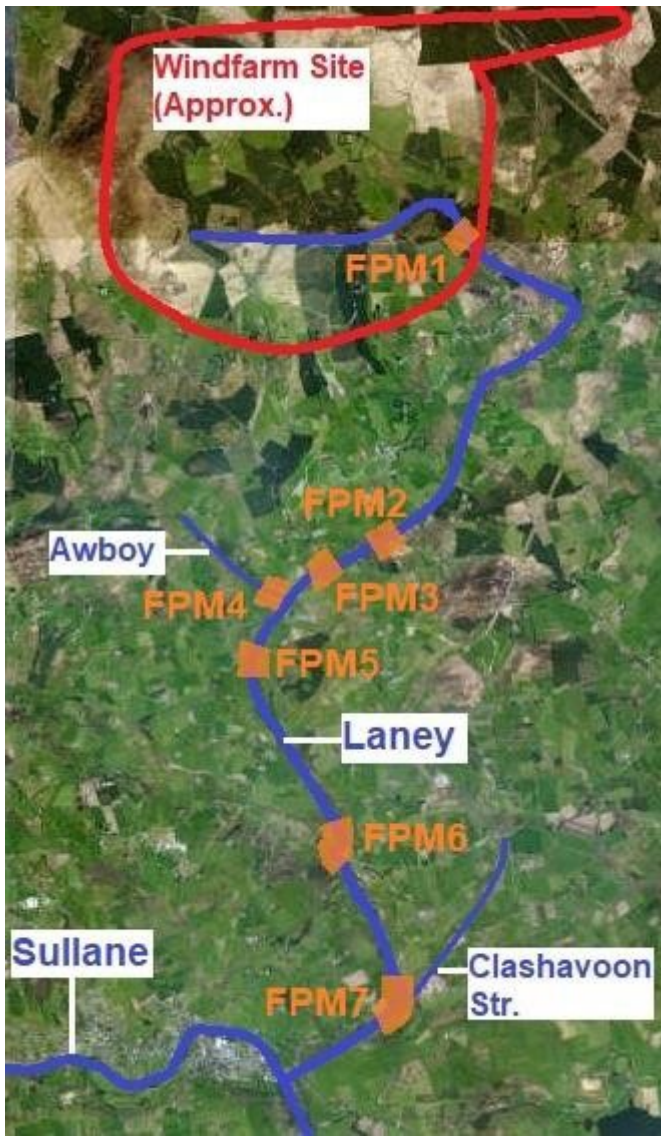 Windfarm Site
(Approx.)
FPM1
FPM2
Awboy
FPM4
FPM3
FPM5
Laney
FPM6
Sullane
Clashavoon
Str.
FPM7